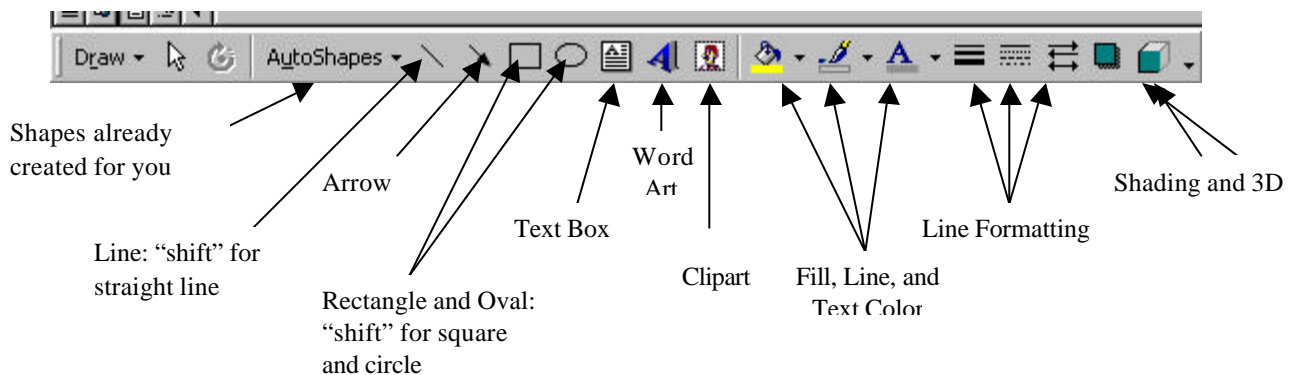 Draw AutoShapes
Shapes already
created for you
Line: “shift” for
straight line
Arrow
Rectangle and Oval:
“shift” for square
and circle
Text Box
Word
Art
Clipart
Fill, Line, and
Text Color
Line Formatting
Shading and 3D